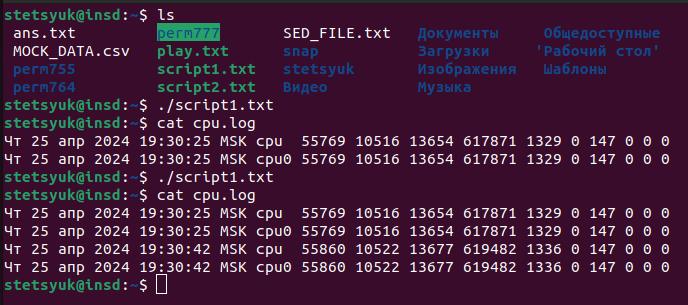 stetsyuk@insd:~$ ls
ans.txt perm777 SED_FILE.txt Документы Общедоступные
MOCK_DATA.csv play.txt snap Загрузки 'Рабочий стол'
perm755 script1.txt stetsyuk Изображения Шаблоны
perm764 script2.txt Видео Музыка
stetsyuk@insd:~$ ./script1.txt
stetsyuk@insd:~$ cat cpu.log
Чт 25 апр 2024 19:30:25 MSK cpu 55769 10516 13654 617871 1329 0 147 0 0 0
Чт 25 апр 2024 19:30:25 MSK cpu0 55769 10516 13654 617871 1329 0 147 0 0 0
stetsyuk@insd:~$ ./script1.txt
stetsyuk@insd:~$ cat cpu.log
Чт 25 апр 2024 19:30:25 MSK cpu 55769 10516 13654 617871 1329 0 147 0 0 0
Чт 25 апр 2024 19:30:25 MSK cpu0 55769 10516 13654 617871 1329 0 147 0 0 0
Чт 25 апр 2024 19:30:42 MSK cpu 55860 10522 13677 619482 1336 0 147 0 0 0
Чт 25 апр 2024 19:30:42 MSK cpu0 55860 10522 13677 619482 1336 0 147 0 0 0
stetsyuk@insd:~$